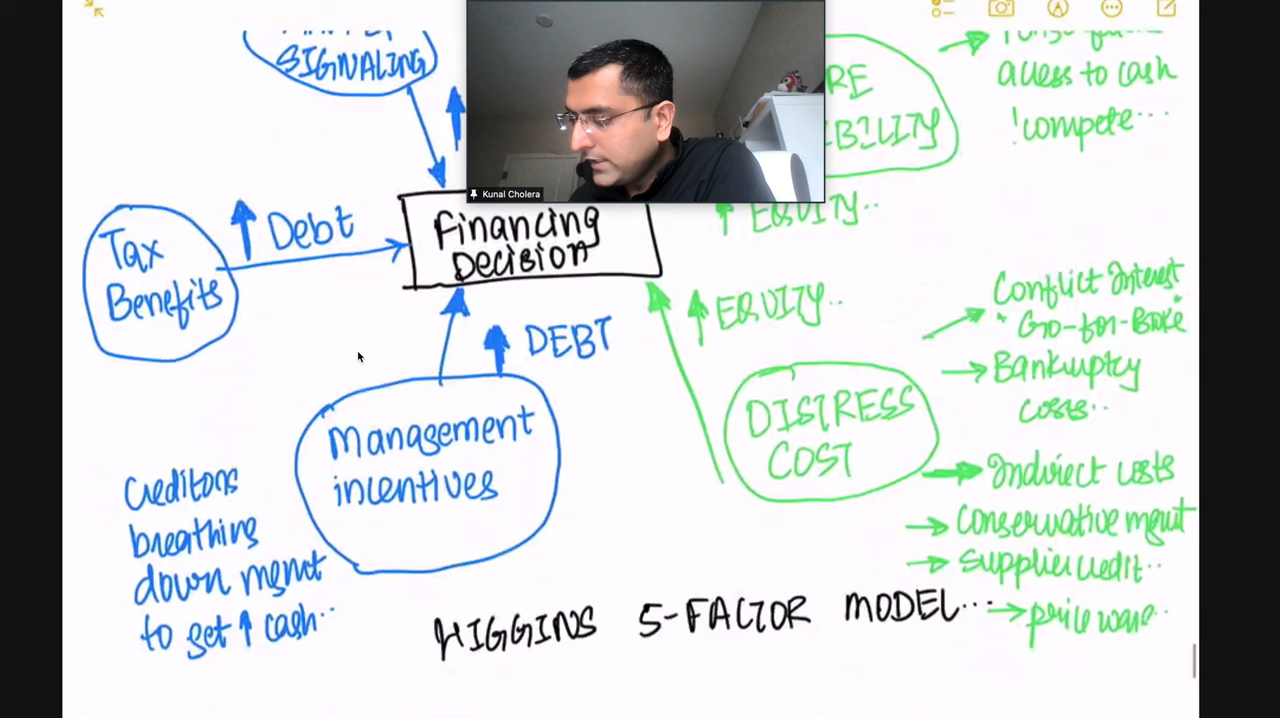 SIGNALING
Kunal Cholera
RE
IBILITY
access to cash
!compete...
Tax
Benefits
Debt
Financing
Decision
EQUITY..
EQUITY..
DEBT
Management
incentives
DISTRESS
COST
Conflict Interest
Go-for-Broke
Bankruptcy
costs..
Indirect costs
Conservative mgmt
supplier credit..
price wars..
creditors
breathing
down mgmt
to get ↑ cash..
HIGGINS 5-FACTOR MODEL...